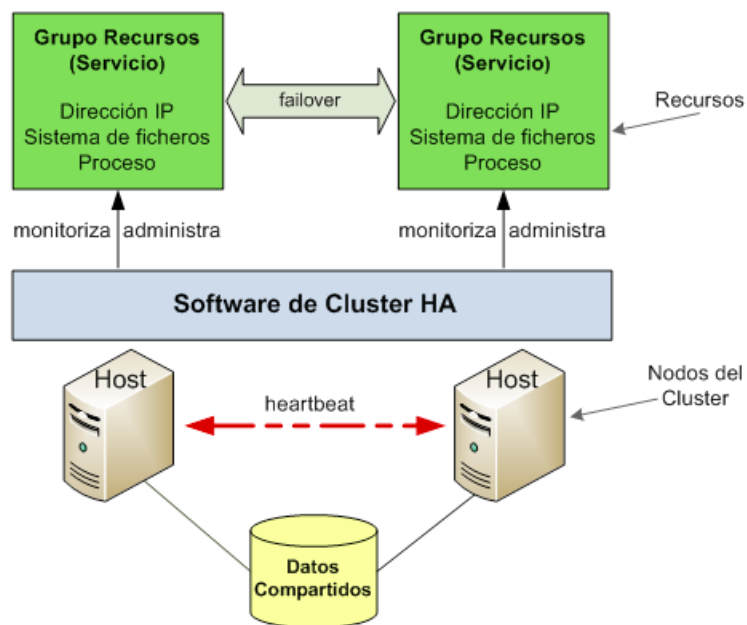 Grupo Recursos
(Servicio)
Dirección IP
Sistema de ficheros
Proceso
failover
Grupo Recursos
(Servicio)
Dirección IP
Sistema de ficheros
Proceso
Recursos
monitoriza administra
monitoriza administra
Software de Cluster HA
Host
heartbeat
Host
Nodos del
Cluster
Datos
Compartidos